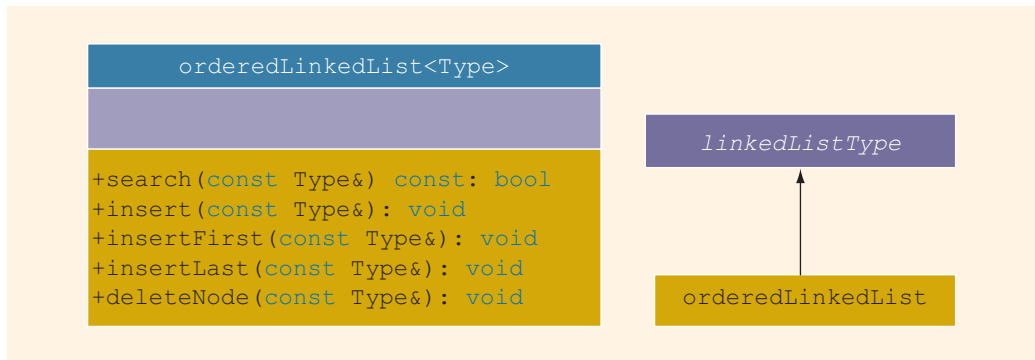 orderedLinkedList<Type>
+search(const Type&) const: bool
+insert(const Type&): void
+insertFirst(const Type&): void
+insertLast(const Type&): void
+deleteNode(const Type&): void
linkedListType
orderedLinkedList